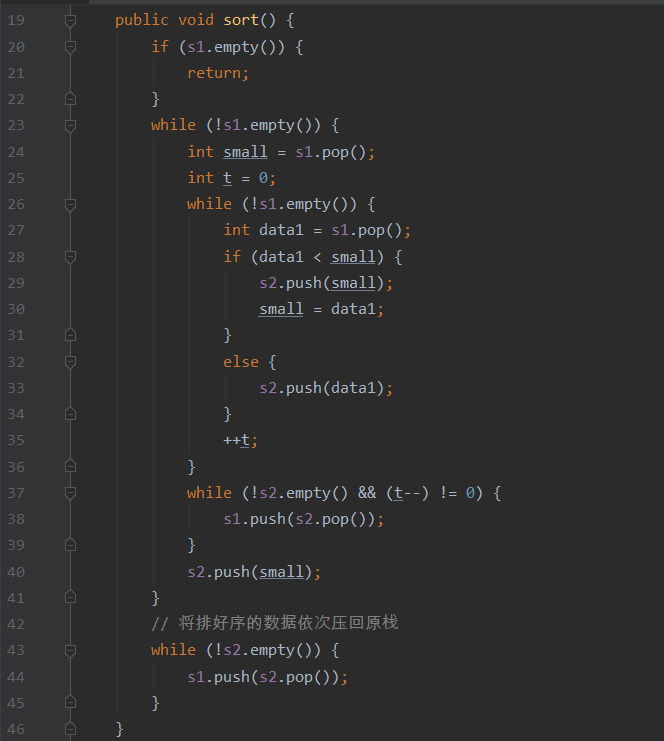 19 public void sort() {
20 if (s1.empty()) {
21 return;
22 }
23 while (!s1.empty()) {
24 int small = s1.pop();
25 int t = 0;
26 while (!s1.empty()) {
27 int data1 = s1.pop();
28 if (data1 < small) {
29 s2.push(small);
30 small = data1;
31 }
32 else {
33 s2.push(data1);
34 }
35 ++t;
36 }
37 while (!s2.empty() && (t--) != 0) {
38 s1.push(s2.pop());
39 }
40 s2.push(small);
41 }
42 // 将排好序的数据依次压回原栈
43 while (!s2.empty()) {
44 s1.push(s2.pop());
45 }
46 }